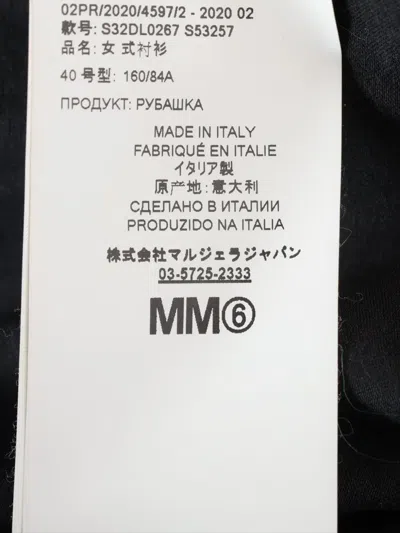 02PR/2020/4597/2 - 2020 02
款号: S32DL0267 S53257
品名: 女 式衬衫
40 号型: 160/84A
ПРОДУКТ: РУБАШКА
MADE IN ITALY
FABRIQUÉ EN ITALIE
イタリア製
原产地: 意大利
СДЕЛАНО В ИТАЛИИ
PRODUZIDO NA ITALIA
株式会社マルジェラジャパン
03-5725-2333
MM⑥